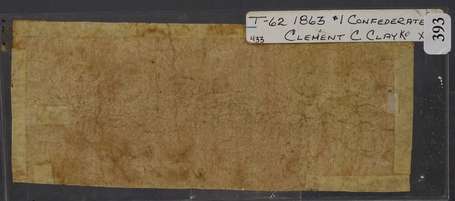 T-62 1863 #1 CONFEDERATE
433 CLEMENT C. CLAY
393